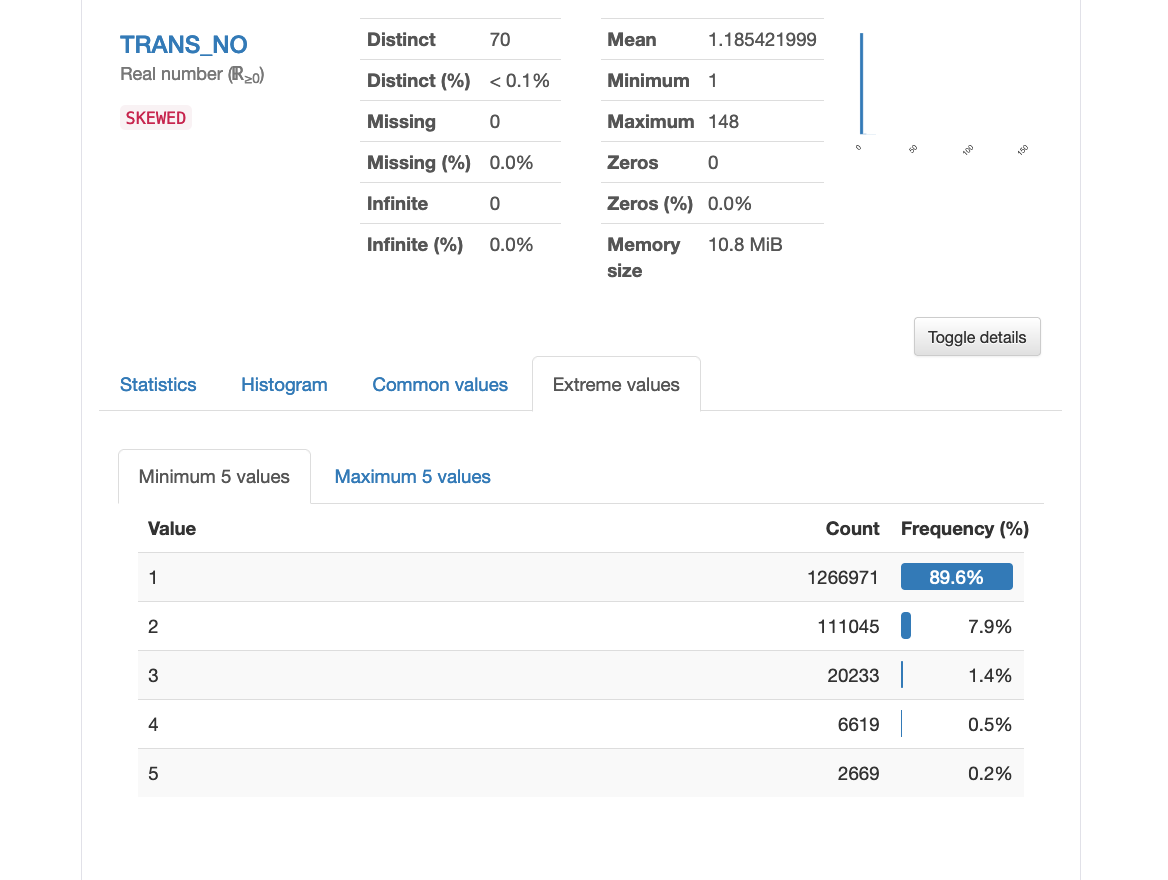 TRANS_NO
Real number (ℝ≥0)
SKEWED
Distinct 70
Distinct (%) < 0.1%
Missing 0
Missing (%) 0.0%
Infinite 0
Infinite (%) 0.0%
Mean 1.185421999
Minimum 1
Maximum 148
Zeros 0
Zeros (%) 0.0%
Memory size 10.8 MiB
0 50 100 150
Toggle details
Statistics Histogram Common values Extreme values
Minimum 5 values Maximum 5 values
Value Count Frequency (%)
1 1266971 89.6%
2 111045 7.9%
3 20233 1.4%
4 6619 0.5%
5 2669 0.2%